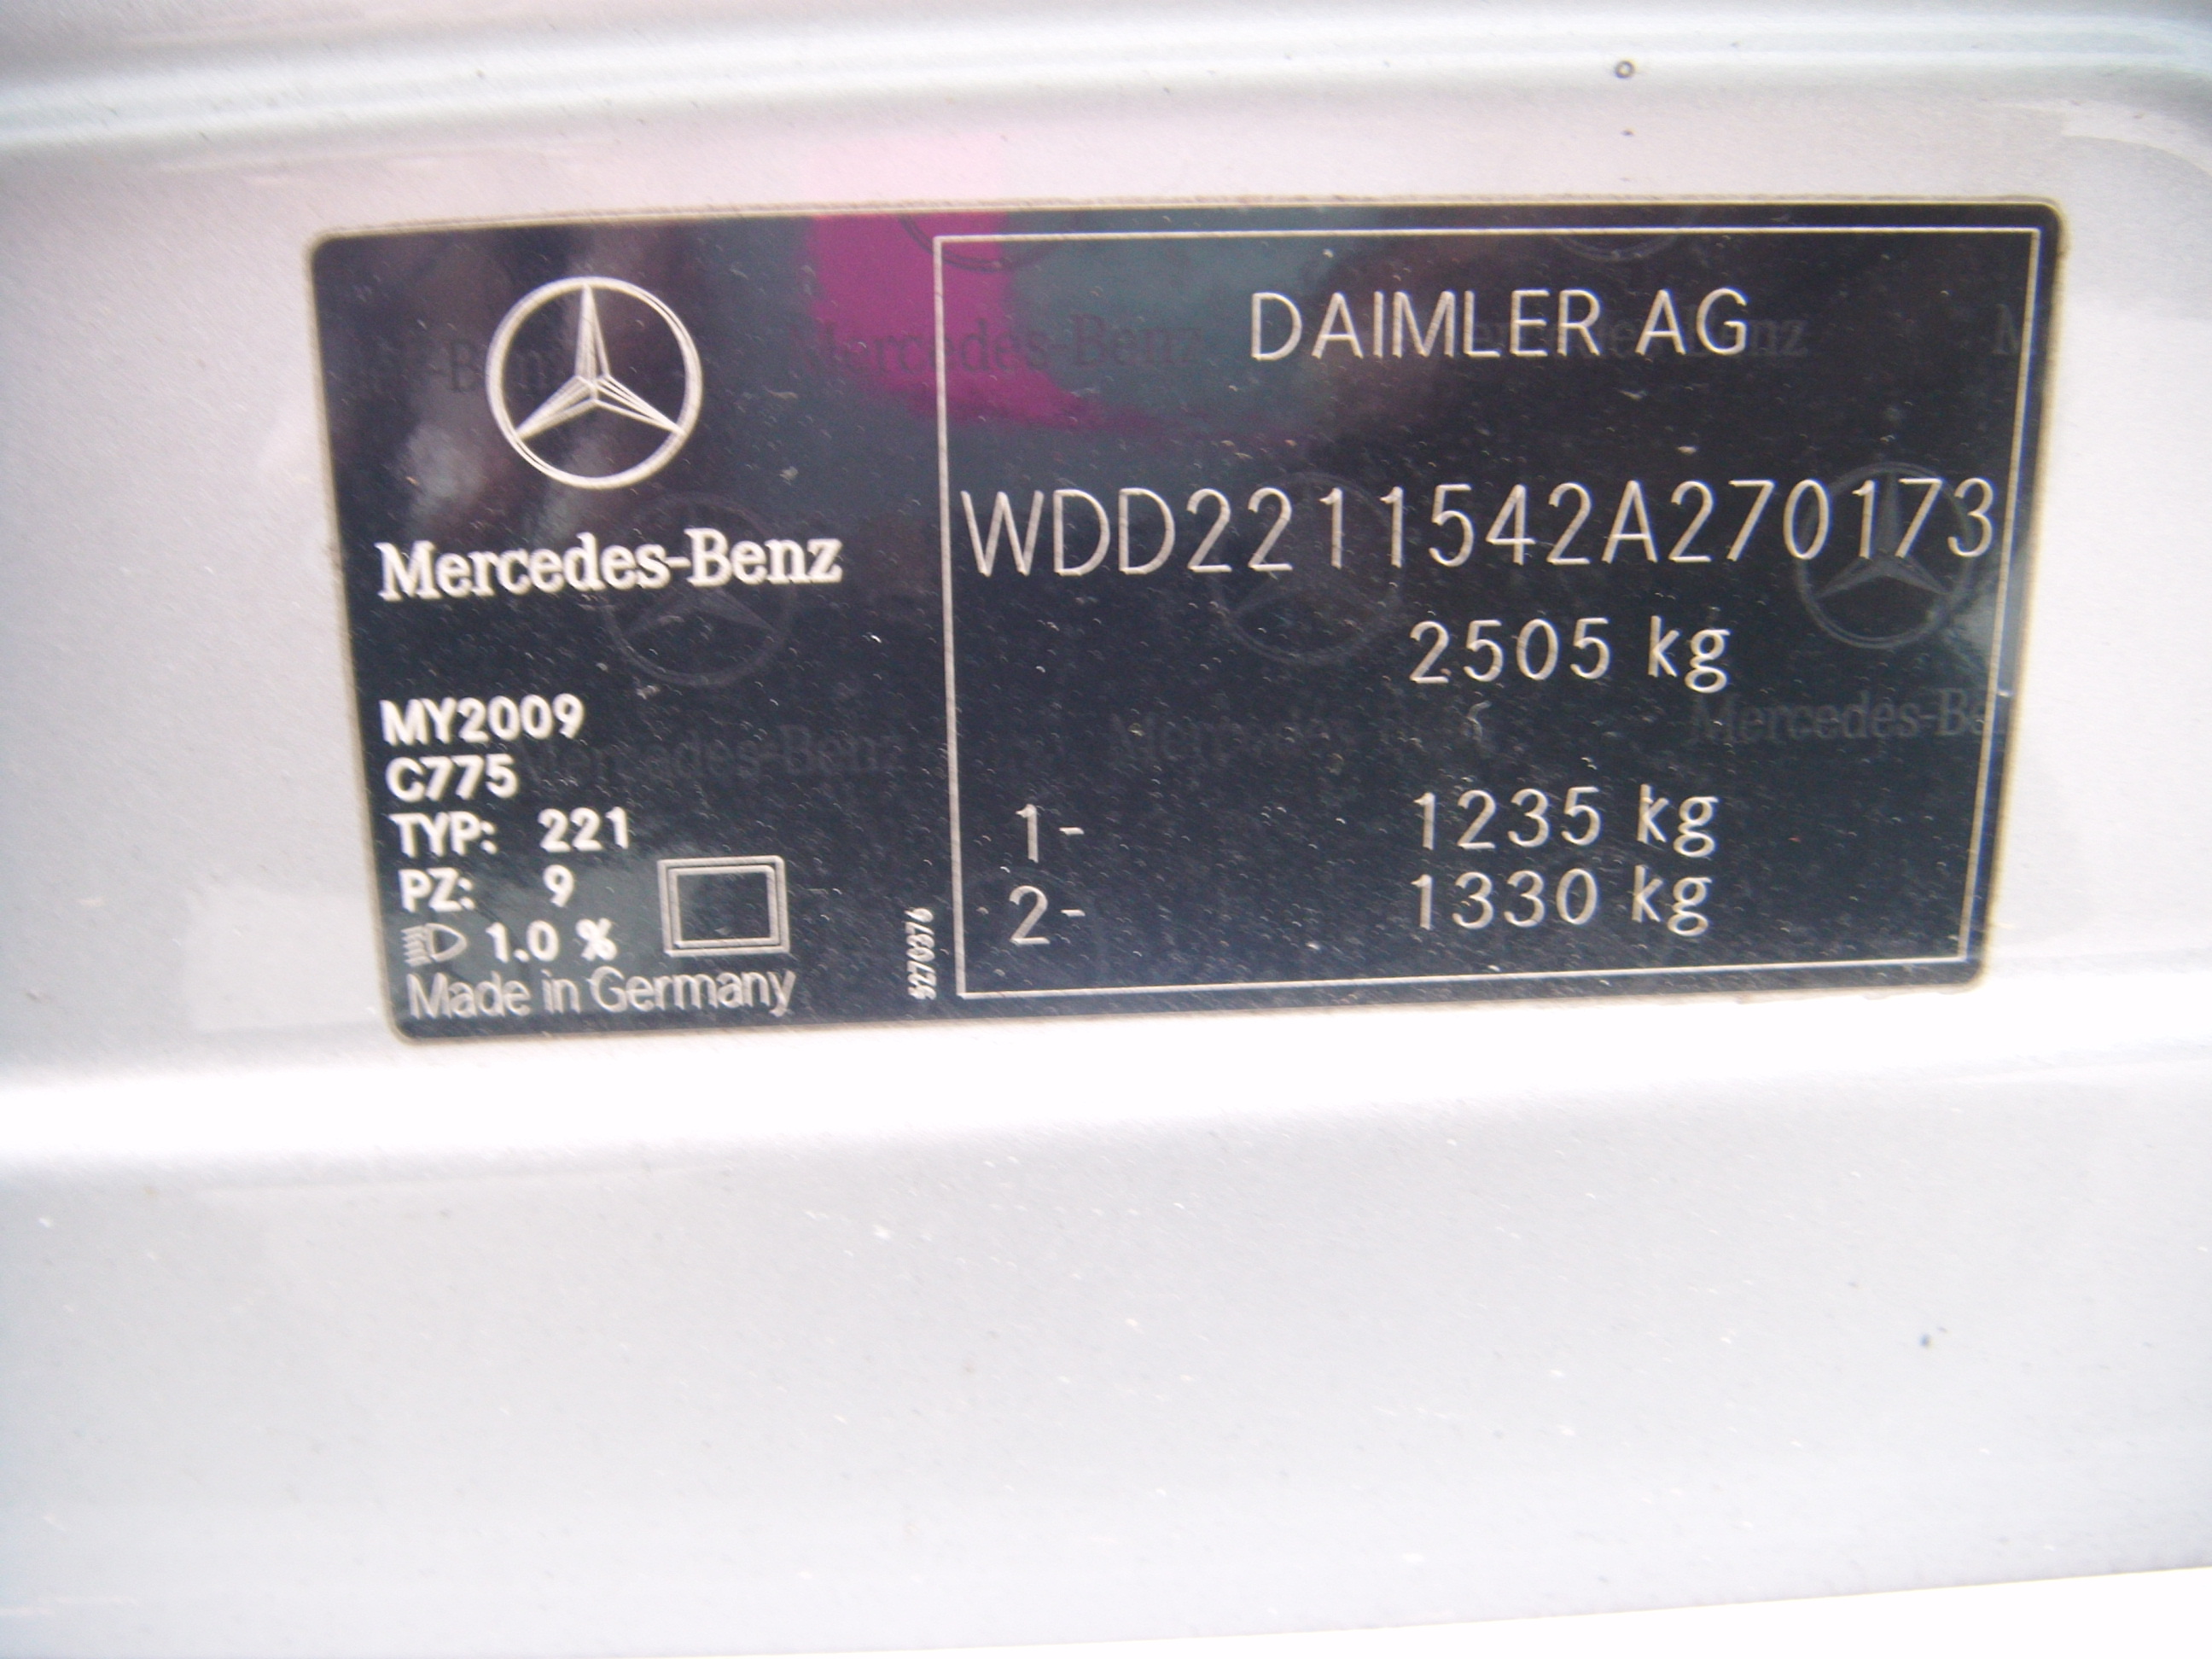 Mercedes-Benz
MY2009
C775
TYP: 221
PZ: 9
1.0 %
Made in Germany
5270376
DAIMLER AG
WDD2211542A270173
2505 kg
1- 1235 kg
2- 1330 kg